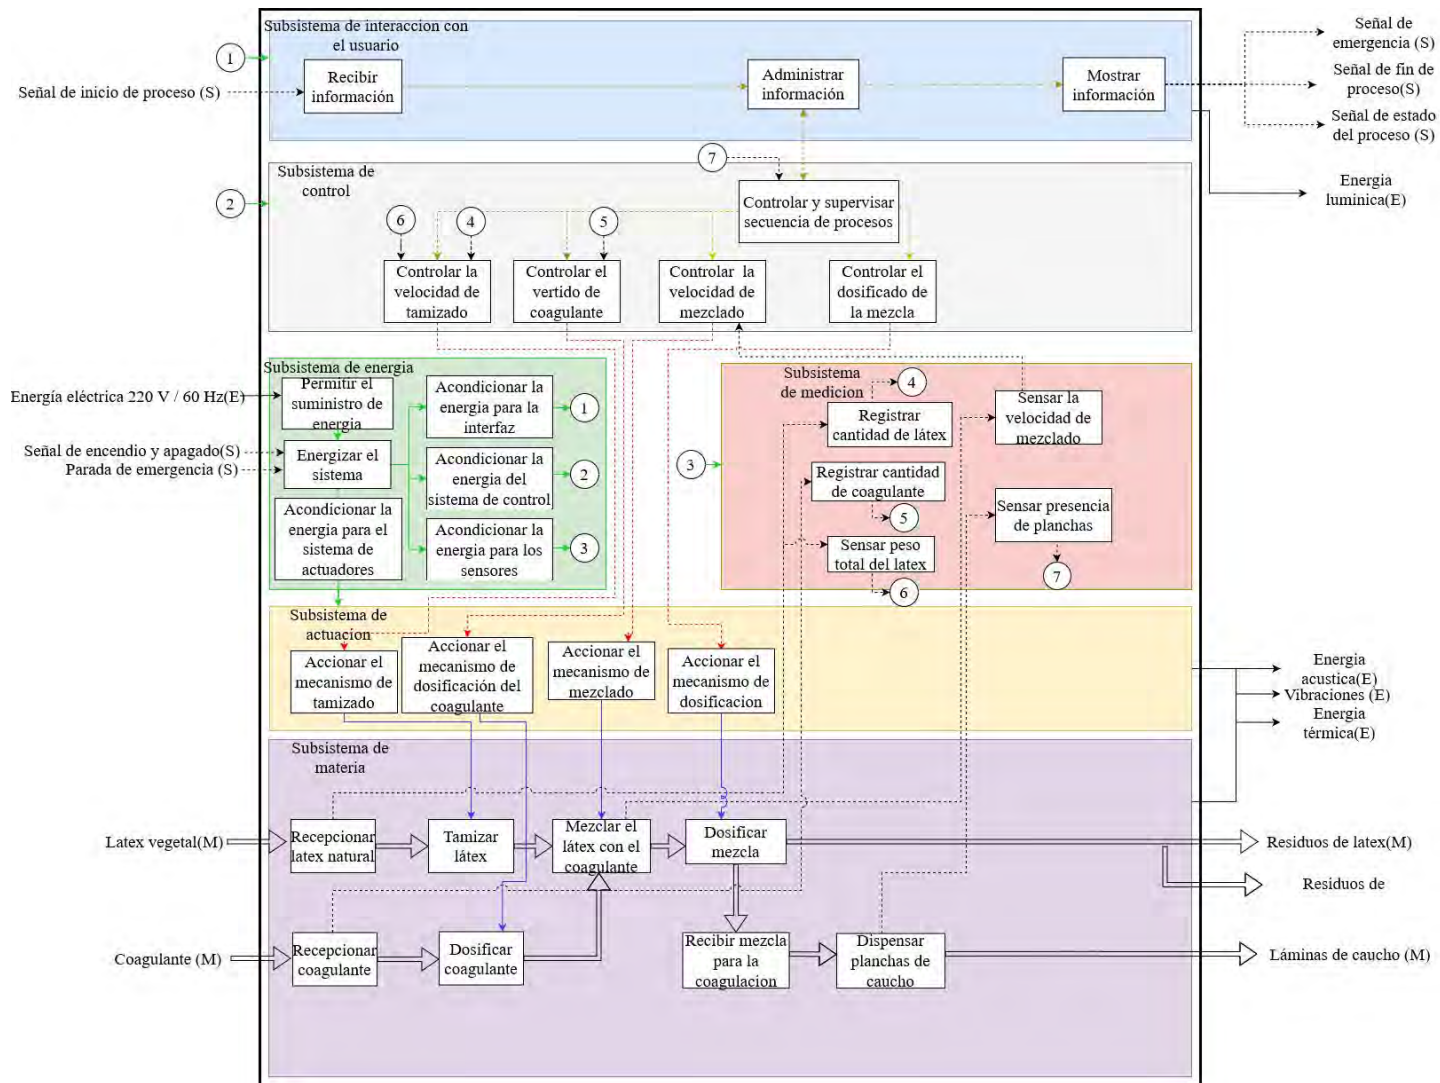 Subsistema de interaccion con
el usuario
1
Señal de inicio de proceso (S)
Recibir
información
Administrar
información
Mostrar
información
Señal de
emergencia (S)
Señal de fin de
proceso(S)
Señal de estado
del proceso (S)
Energia
luminica(E)
Subsistema de
control
2
7
Controlar y supervisar
secuencia de procesos
6
4
5
Controlar la
velocidad de
tamizado
Controlar el
vertido de
coagulante
Controlar la
velocidad de
mezclado
Controlar el
dosificado de
la mezcla
Subsistema de energia
Energía eléctrica 220 V / 60 Hz(E)
Permitir el
suministro de
energia
Señal de encendio y apagado(S)
Parada de emergencia (S)
Energizar el
sistema
Acondicionar la
energia para el
sistema de
actuadores
Acondicionar la
energia para la
interfaz
1
Acondicionar la
energia del
sistema de control
2
Acondicionar la
energia para los
sensores
3
Subsistema
de medicion
3
4
Registrar
cantidad de látex
Sensar la
velocidad de
mezclado
Registrar cantidad
de coagulante
5
Sensar presencia
de planchas
7
Sensar peso
total del latex
6
Subsistema de
actuacion
Accionar el
mecanismo de
tamizado
Accionar el
mecanismo de
dosificación del
coagulante
Accionar el
mecanismo de
mezclado
Accionar el
mecanismo de
dosificacion
Energia
acustica(E)
Vibraciones (E)
Energia
térmica(E)
Subsistema de
materia
Latex vegetal(M)
Recepcionar
latex natural
Tamizar
látex
Mezclar el
látex con el
coagulante
Dosificar
mezcla
Residuos de latex(M)
Residuos de
Coagulante (M)
Recepcionar
coagulante
Dosificar
coagulante
Recibir mezcla
para la
coagulacion
Dispensar
planchas de
caucho
Láminas de caucho (M)